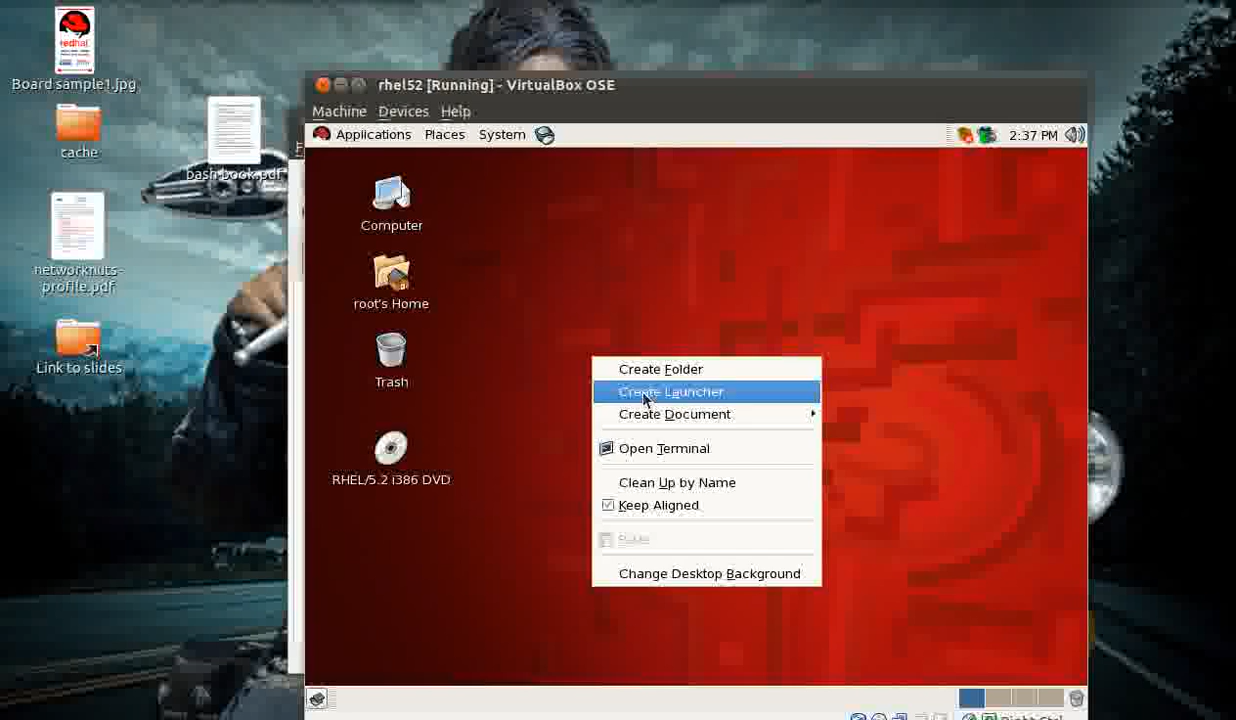 redhat
Board sample1.jpg
cache
bash book.pdf
networknuts-
profile.pdf
Link to slides
rhel52 [Running] - VirtualBox OSE
Machine Devices Help
Applications Places System 2:37 PM
Computer
root's Home
Trash
RHEL/5.2 i386 DVD
Create Folder
Create Launcher
Create Document
Open Terminal
Clean Up by Name
Keep Aligned
Paste
Change Desktop Background
Right Ctrl